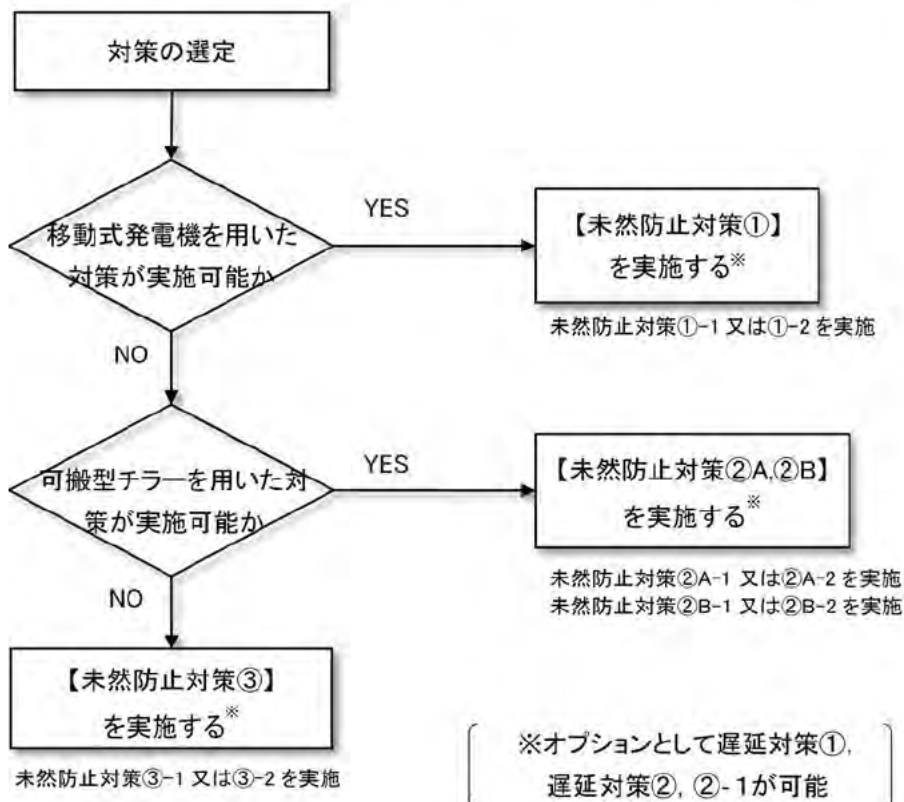 対策の選定
移動式発電機を用いた
対策が実施可能か
YES
【未然防止対策①】
を実施する※
未然防止対策①-1 又は①-2 を実施
NO
可搬型チラーを用いた対
策が実施可能か
YES
【未然防止対策②A,②B】
を実施する※
未然防止対策②A-1 又は②A-2 を実施
未然防止対策②B-1 又は②B-2 を実施
NO
【未然防止対策③】
を実施する※
未然防止対策③-1 又は③-2 を実施
※オプションとして遅延対策①,
遅延対策②, ②-1が可能